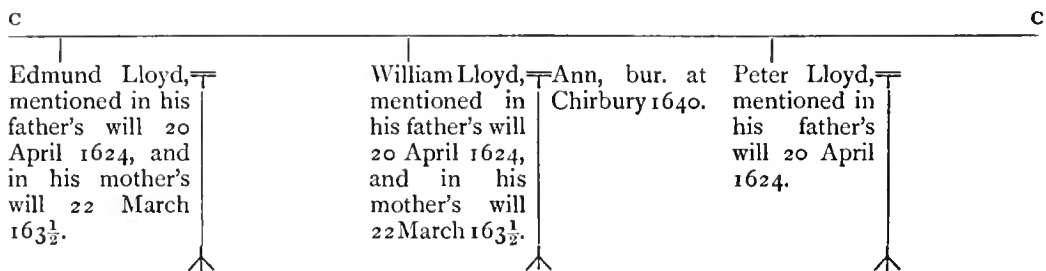 C C
Edmund Lloyd,
mentioned in his
father's will 20
April 1624, and
in his mother's
will 22 March
163½.
William Lloyd,
mentioned in
his father's will
20 April 1624,
and in his
mother's will
22 March 163½.
Ann, bur. at
Chirbury 1640.
Peter Lloyd,
mentioned in
his father's
will 20 April
1624.